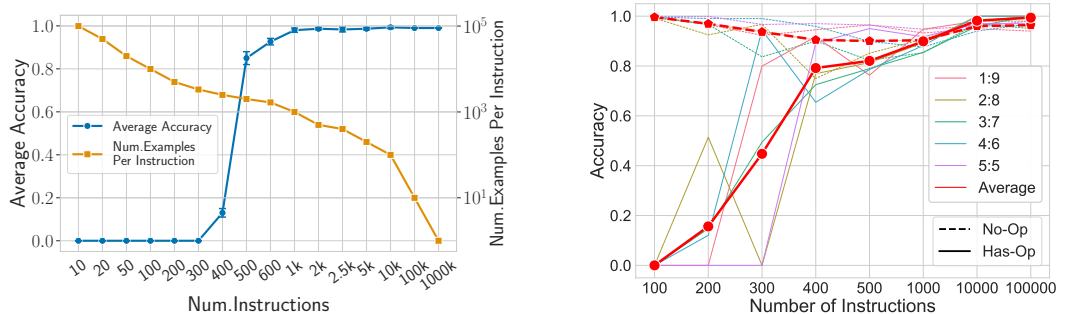 Average Accuracy
1.0
0.8
0.6
0.4
0.2
0.0
Average Accuracy
Num.Examples
Per Instruction
10^5
10^3
10^1
Num.Examples Per Instruction
10 20 50 100 200 300 400 500 600 1k 2k 2.5k 5k 10k 100k 1000k
Num.Instructions
Accuracy
1.0
0.8
0.6
0.4
0.2
0.0
1:9
2:8
3:7
4:6
5:5
Average
No-Op
Has-Op
100 200 300 400 500 1000 10000 100000
Number of Instructions